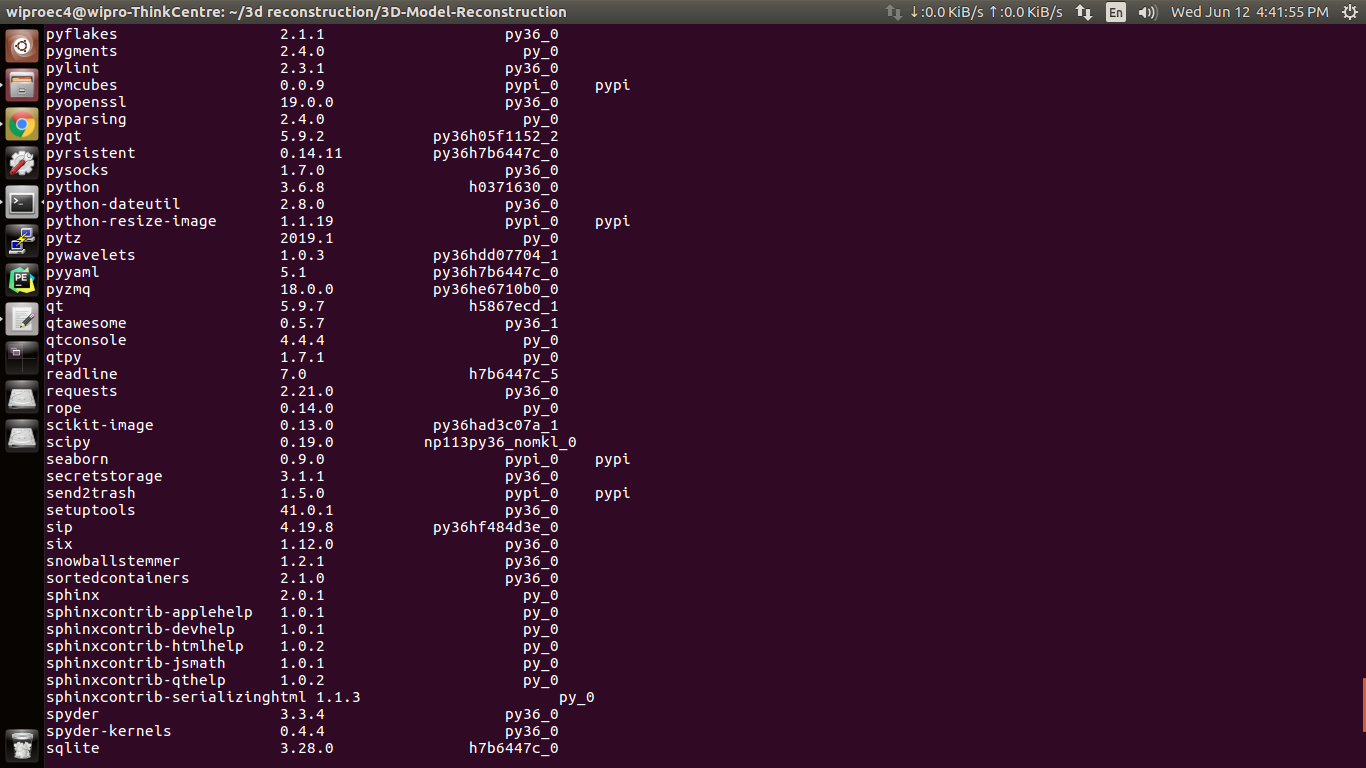 wiproec4@wipro-ThinkCentre: ~/3d reconstruction/3D-Model-Reconstruction ↓:0.0 KiB/s ↑:0.0 KiB/s En Wed Jun 12 4:41:55 PM
pyflakes 2.1.1 py36_0
pygments 2.4.0 py_0
pylint 2.3.1 py36_0
pymcubes 0.0.9 pypi_0 pypi
pyopenssl 19.0.0 py36_0
pyparsing 2.4.0 py_0
pyqt 5.9.2 py36h05f1152_2
pyrsistent 0.14.11 py36h7b6447c_0
pysocks 1.7.0 py36_0
python 3.6.8 h0371630_0
python-dateutil 2.8.0 py36_0
python-resize-image 1.1.19 pypi_0 pypi
pytz 2019.1 py_0
pywavelets 1.0.3 py36hdd07704_1
pyyaml 5.1 py36h7b6447c_0
pyzmq 18.0.0 py36he6710b0_0
qt 5.9.7 h5867ecd_1
qtawesome 0.5.7 py36_1
qtconsole 4.4.4 py_0
qtpy 1.7.1 py_0
readline 7.0 h7b6447c_5
requests 2.21.0 py36_0
rope 0.14.0 py_0
scikit-image 0.13.0 py36had3c07a_1
scipy 0.19.0 np113py36_nomkl_0
seaborn 0.9.0 pypi_0 pypi
secretstorage 3.1.1 py36_0
send2trash 1.5.0 pypi_0 pypi
setuptools 41.0.1 py36_0
sip 4.19.8 py36hf484d3e_0
six 1.12.0 py36_0
snowballstemmer 1.2.1 py36_0
sortedcontainers 2.1.0 py36_0
sphinx 2.0.1 py_0
sphinxcontrib-applehelp 1.0.1 py_0
sphinxcontrib-devhelp 1.0.1 py_0
sphinxcontrib-htmlhelp 1.0.2 py_0
sphinxcontrib-jsmath 1.0.1 py_0
sphinxcontrib-qthelp 1.0.2 py_0
sphinxcontrib-serializinghtml 1.1.3 py_0
spyder 3.3.4 py36_0
spyder-kernels 0.4.4 py36_0
sqlite 3.28.0 h7b6447c_0
PE